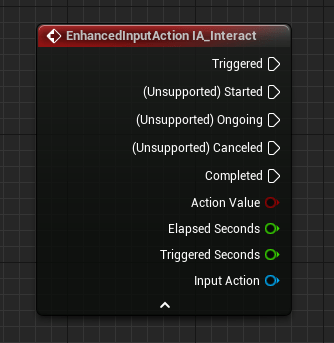 EnhancedInputAction IA_Interact
Triggered
(Unsupported) Started
(Unsupported) Ongoing
(Unsupported) Canceled
Completed
Action Value
Elapsed Seconds
Triggered Seconds
Input Action